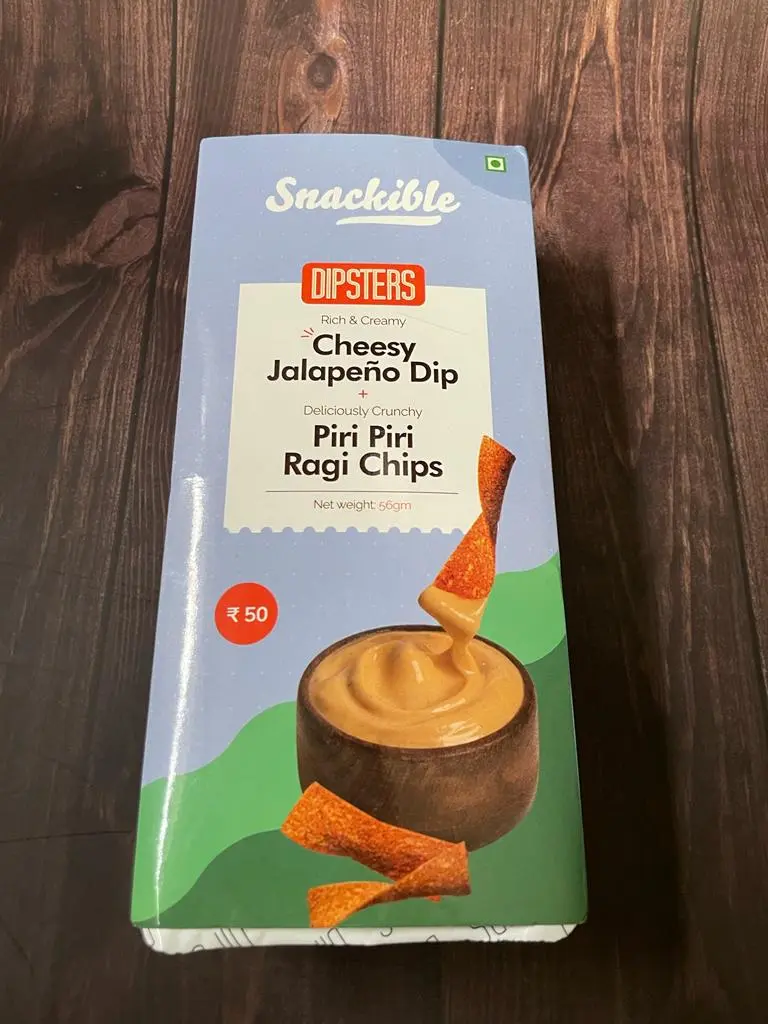 Snackible
DIPSTERS
Rich & Creamy
Cheesy
Jalapeño Dip
+
Deliciously Crunchy
Piri Piri
Ragi Chips
Net weight: 56gm
₹ 50